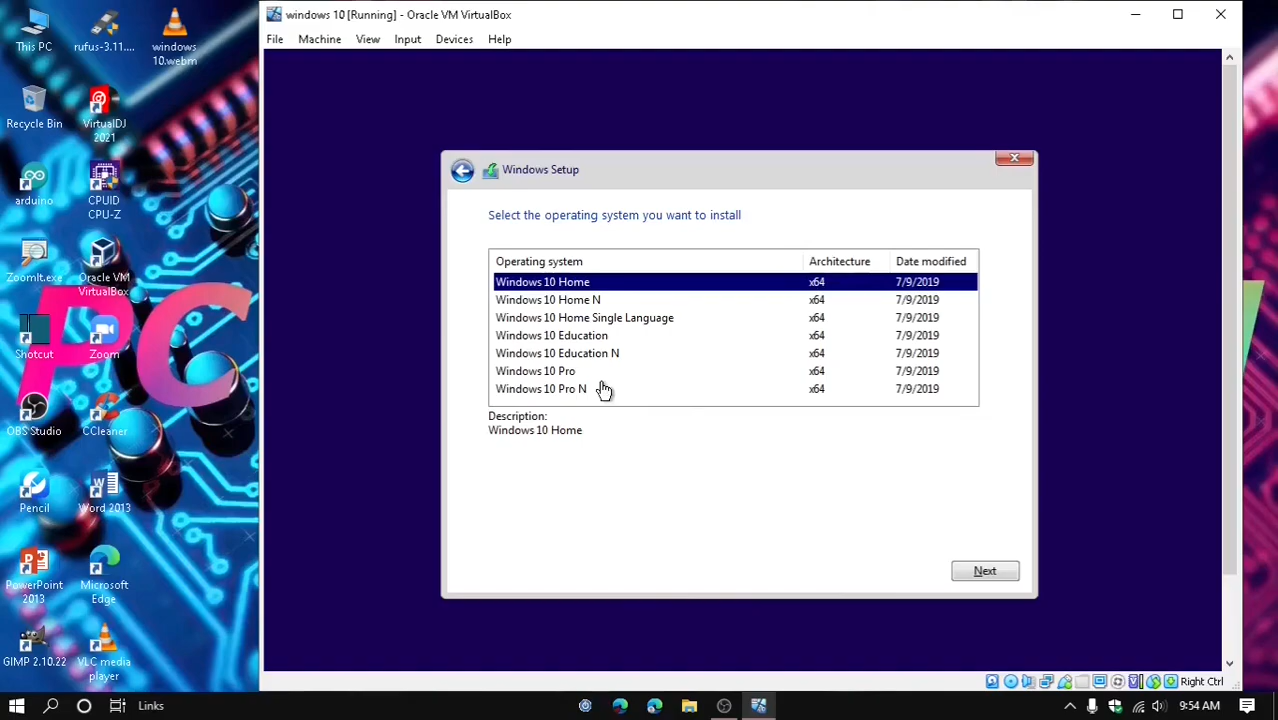 windows 10 [Running] - Oracle VM VirtualBox
File Machine View Input Devices Help
This PC
rufus-3.11....
windows
10.webm
Recycle Bin
VirtualDJ
2021
arduino
CPUID
CPU-Z
ZoomIt.exe
Oracle VM
VirtualBox
PC
Shotcut
Zoom
OBS Studio
CCleaner
Pencil
Word 2013
PowerPoint
2013
Microsoft
Edge
GIMP 2.10.22
VLC media
player
Windows Setup
Select the operating system you want to install
Operating system Architecture Date modified
Windows 10 Home x64 7/9/2019
Windows 10 Home N x64 7/9/2019
Windows 10 Home Single Language x64 7/9/2019
Windows 10 Education x64 7/9/2019
Windows 10 Education N x64 7/9/2019
Windows 10 Pro x64 7/9/2019
Windows 10 Pro N x64 7/9/2019
Description:
Windows 10 Home
Next
Right Ctrl
Links
9:54 AM